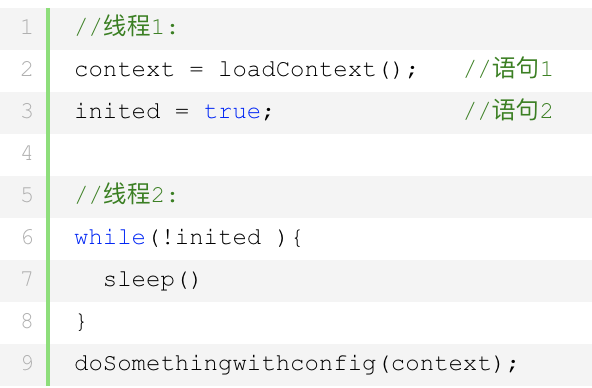 1 //线程1:
2 context = loadContext(); //语句1
3 inited = true; //语句2
4
5 //线程2:
6 while(!inited ){
7 sleep()
8 }
9 doSomethingwithconfig(context);